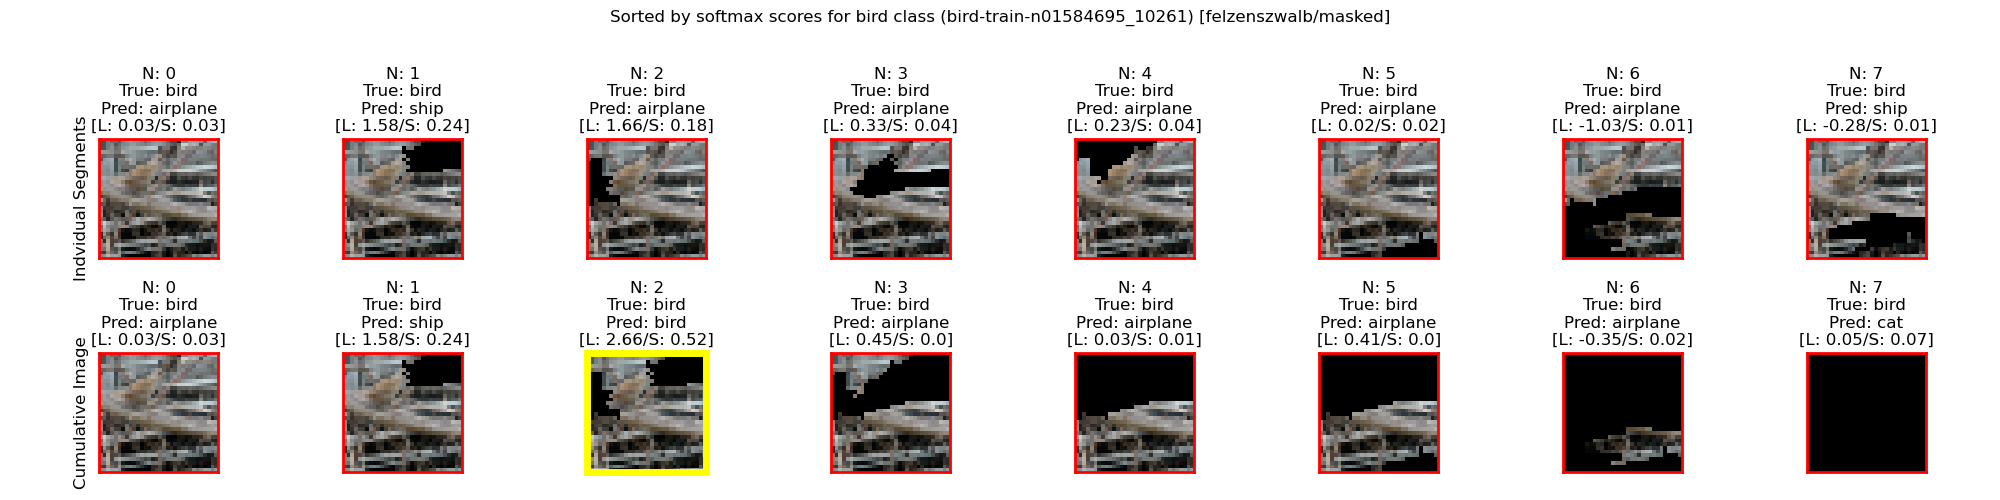 Sorted by softmax scores for bird class (bird-train-n01584695_10261) [felzenszwalb/masked]
Indvidual Segments
N: 0
True: bird
Pred: airplane
[L: 0.03/S: 0.03]
N: 1
True: bird
Pred: ship
[L: 1.58/S: 0.24]
N: 2
True: bird
Pred: airplane
[L: 1.66/S: 0.18]
N: 3
True: bird
Pred: airplane
[L: 0.33/S: 0.04]
N: 4
True: bird
Pred: airplane
[L: 0.23/S: 0.04]
N: 5
True: bird
Pred: airplane
[L: 0.02/S: 0.02]
N: 6
True: bird
Pred: airplane
[L: -1.03/S: 0.01]
N: 7
True: bird
Pred: ship
[L: -0.28/S: 0.01]
Cumulative Image
N: 0
True: bird
Pred: airplane
[L: 0.03/S: 0.03]
N: 1
True: bird
Pred: ship
[L: 1.58/S: 0.24]
N: 2
True: bird
Pred: bird
[L: 2.66/S: 0.52]
N: 3
True: bird
Pred: airplane
[L: 0.45/S: 0.0]
N: 4
True: bird
Pred: airplane
[L: 0.03/S: 0.01]
N: 5
True: bird
Pred: airplane
[L: 0.41/S: 0.0]
N: 6
True: bird
Pred: airplane
[L: -0.35/S: 0.02]
N: 7
True: bird
Pred: cat
[L: 0.05/S: 0.07]